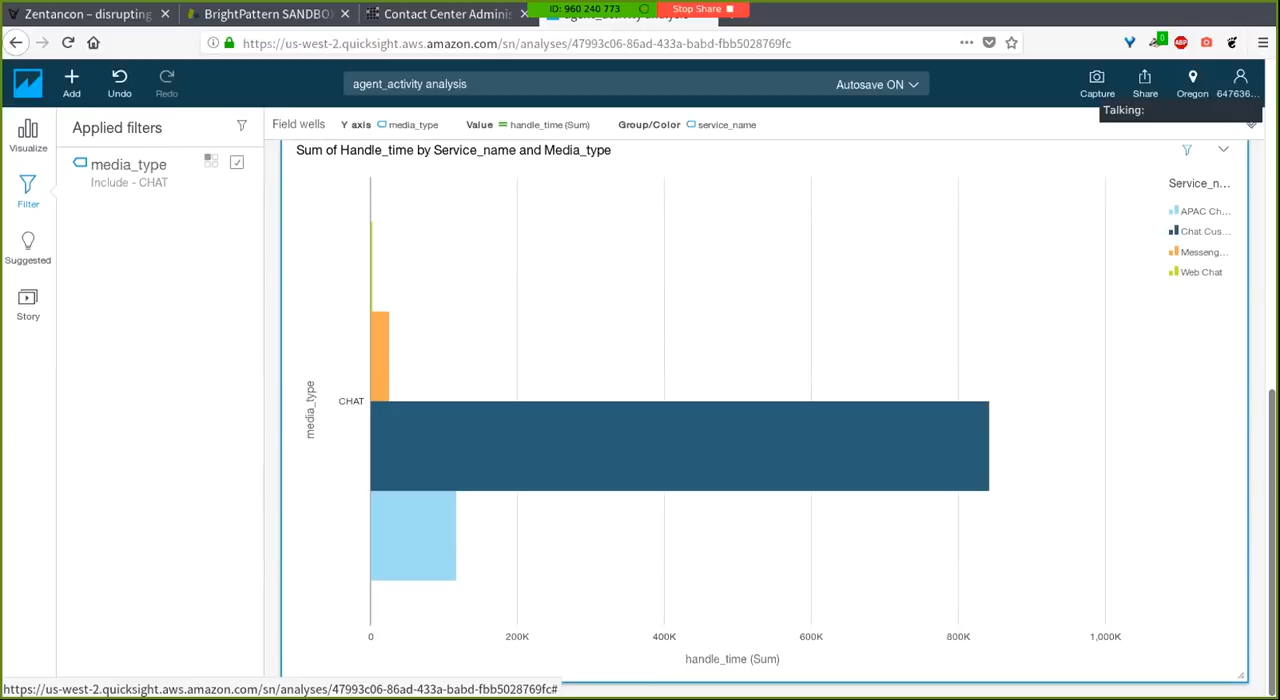 Zentancon – disrupting
BrightPattern SANDBO
Contact Center Adminis
ID: 960 240 773
Stop Share
https://us-west-2.quicksight.aws.amazon.com/sn/analyses/47993c06-86ad-433a-babd-fbb5028769fc
0
ABP
Add
Undo
Redo
agent_activity analysis
Autosave ON
Capture
Share
Oregon
647636...
Talking:
Visualize
Filter
Suggested
Story
Applied filters
media_type
Include - CHAT
Field wells
Y axis media_type
Value handle_time (Sum)
Group/Color service_name
Sum of Handle_time by Service_name and Media_type
Service_n...
APAC Ch...
Chat Cus...
Messeng...
Web Chat
media_type
CHAT
0 200K 400K 600K 800K 1,000K
handle_time (Sum)
https://us-west-2.quicksight.aws.amazon.com/sn/analyses/47993c06-86ad-433a-babd-fbb5028769fc#